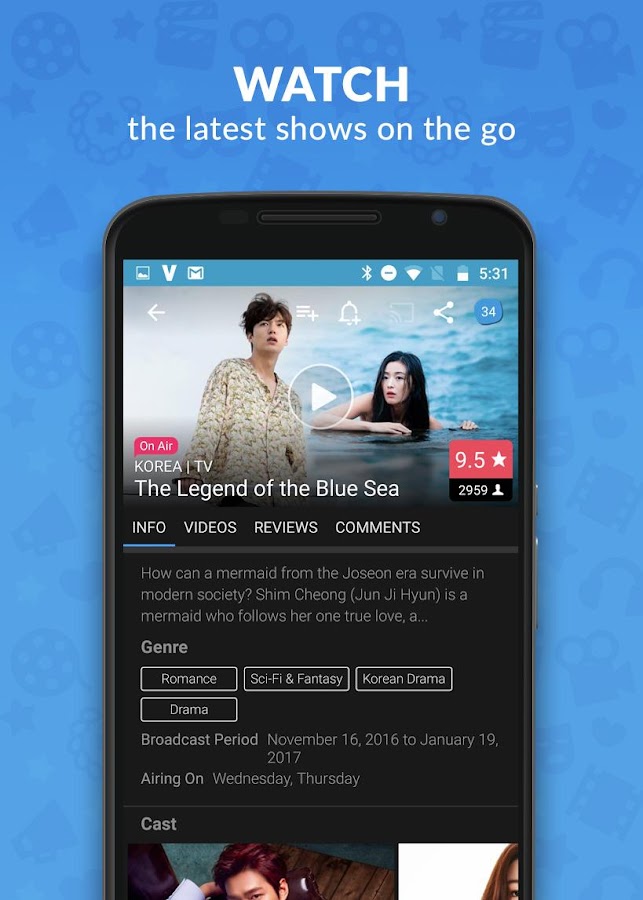 WATCH
the latest shows on the go
5:31
34
On Air
KOREA | TV
The Legend of the Blue Sea
9.5
2959
INFO VIDEOS REVIEWS COMMENTS
How can a mermaid from the Joseon era survive in
modern society? Shim Cheong (Jun Ji Hyun) is a
mermaid who follows her one true love, a...
Genre
Romance Sci-Fi & Fantasy Korean Drama
Drama
Broadcast Period November 16, 2016 to January 19,
2017
Airing On Wednesday, Thursday
Cast